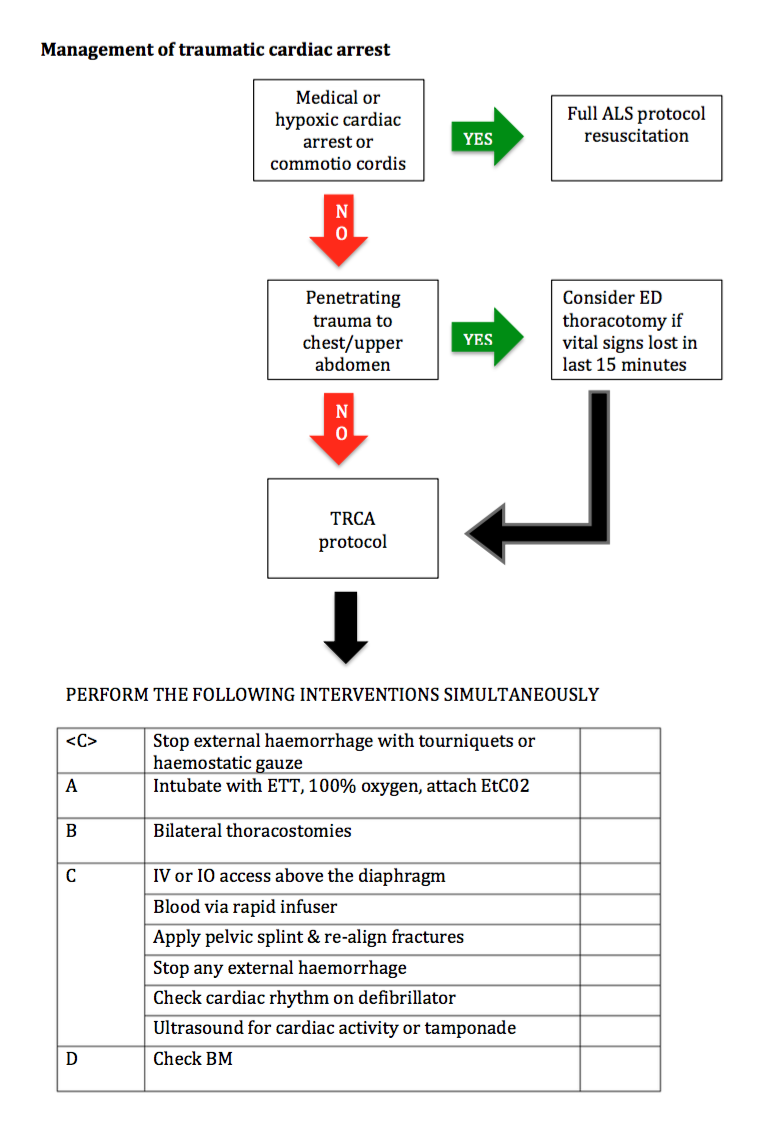 Management of traumatic cardiac arrest
Medical or
hypoxic cardiac
arrest or
commotio cordis
YES
Full ALS protocol
resuscitation
N
O
Penetrating
trauma to
chest/upper
abdomen
YES
Consider ED
thoracotomy if
vital signs lost in
last 15 minutes
N
O
TRCA
protocol
PERFORM THE FOLLOWING INTERVENTIONS SIMULTANEOUSLY
<C> Stop external haemorrhage with tourniquets or
haemostatic gauze
A Intubate with ETT, 100% oxygen, attach EtC02
B Bilateral thoracostomies
C IV or IO access above the diaphragm
Blood via rapid infuser
Apply pelvic splint & re-align fractures
Stop any external haemorrhage
Check cardiac rhythm on defibrillator
Ultrasound for cardiac activity or tamponade
D Check BM